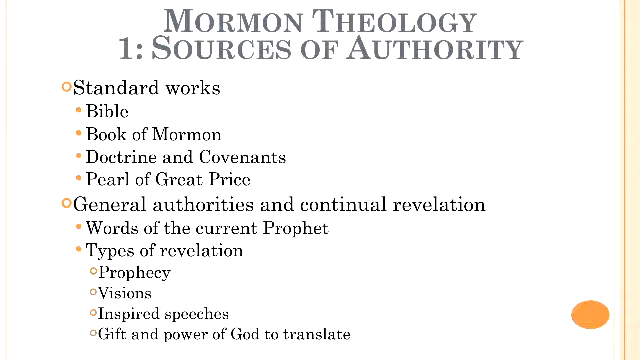 MORMON THEOLOGY
1: SOURCES OF AUTHORITY
Standard works
Bible
Book of Mormon
Doctrine and Covenants
Pearl of Great Price
General authorities and continual revelation
Words of the current Prophet
Types of revelation
Prophecy
Visions
Inspired speeches
Gift and power of God to translate